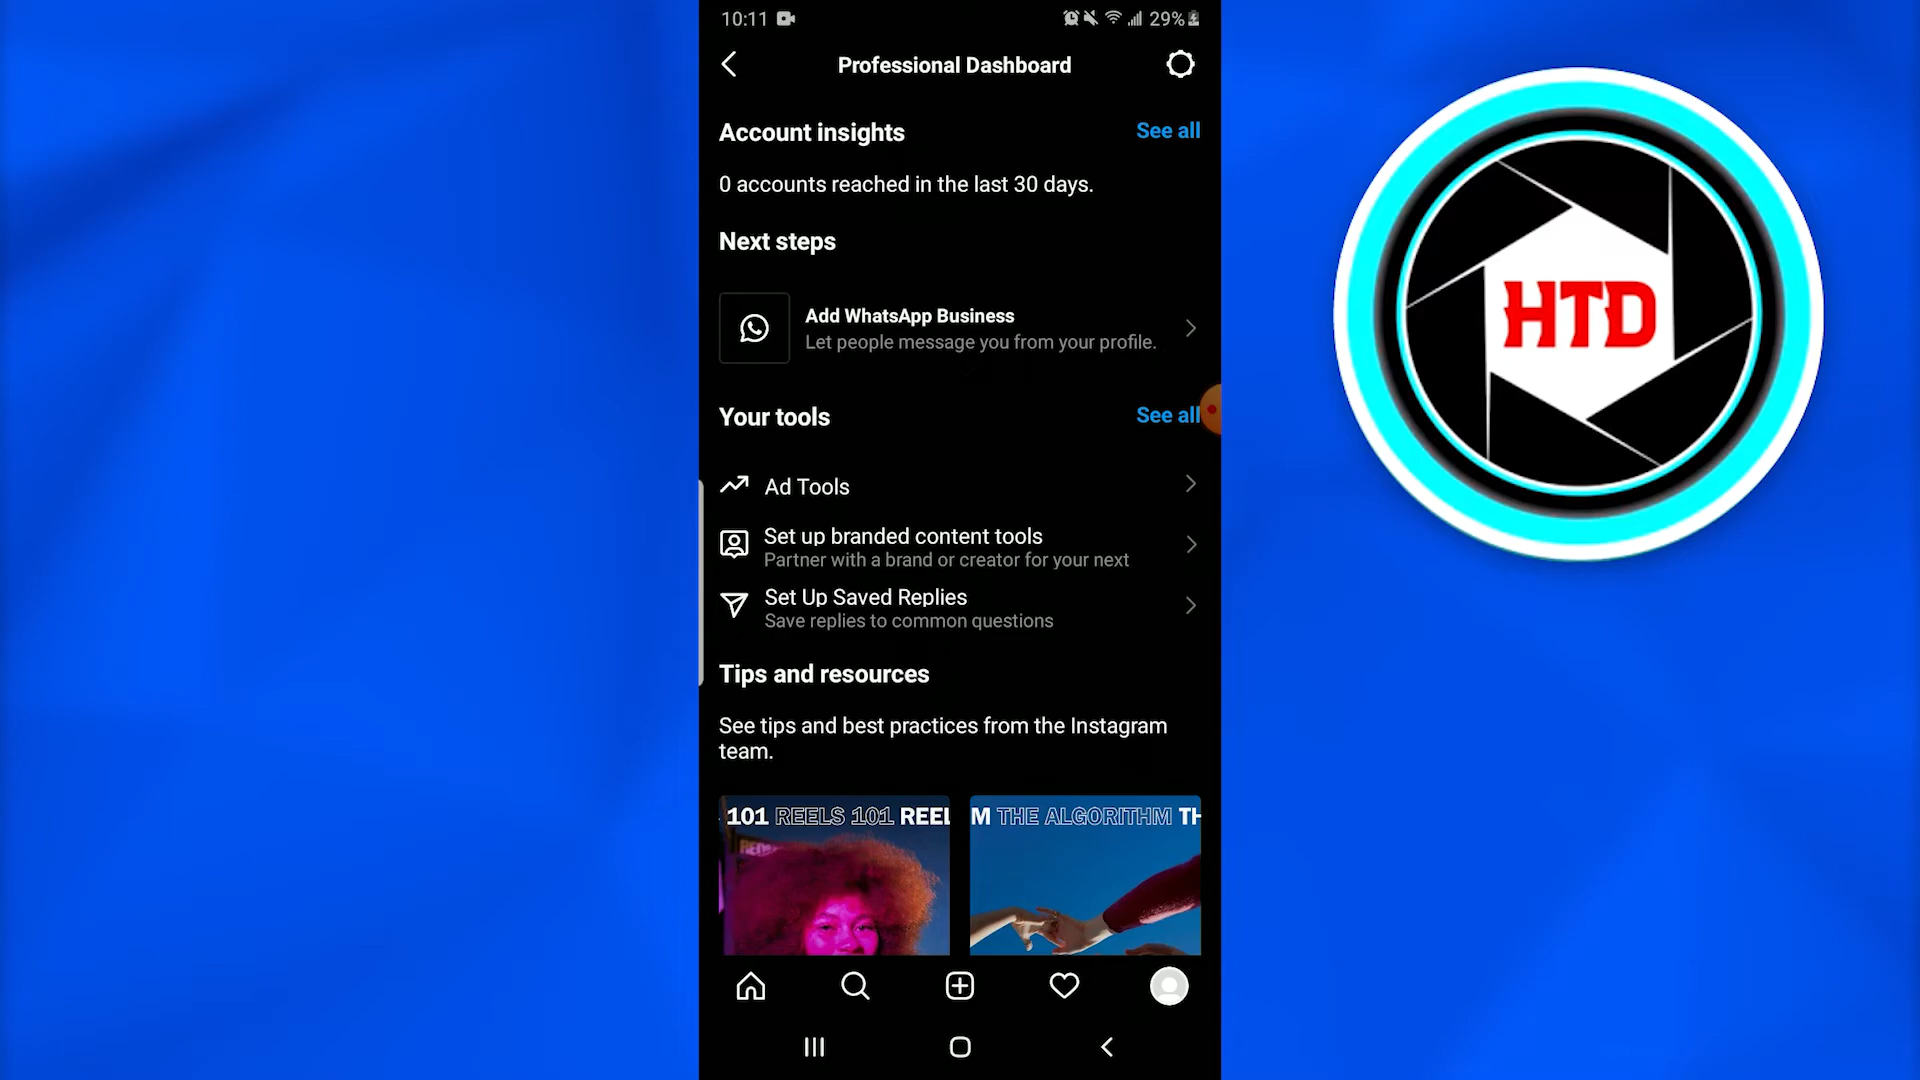 10:11
29%
Professional Dashboard
Account insights
See all
0 accounts reached in the last 30 days.
Next steps
Add WhatsApp Business
Let people message you from your profile.
Your tools
See all
Ad Tools
Set up branded content tools
Partner with a brand or creator for your next
Set Up Saved Replies
Save replies to common questions
Tips and resources
See tips and best practices from the Instagram
team.
101 REELS 101 REEL
M THE ALGORITHM TH
HTD